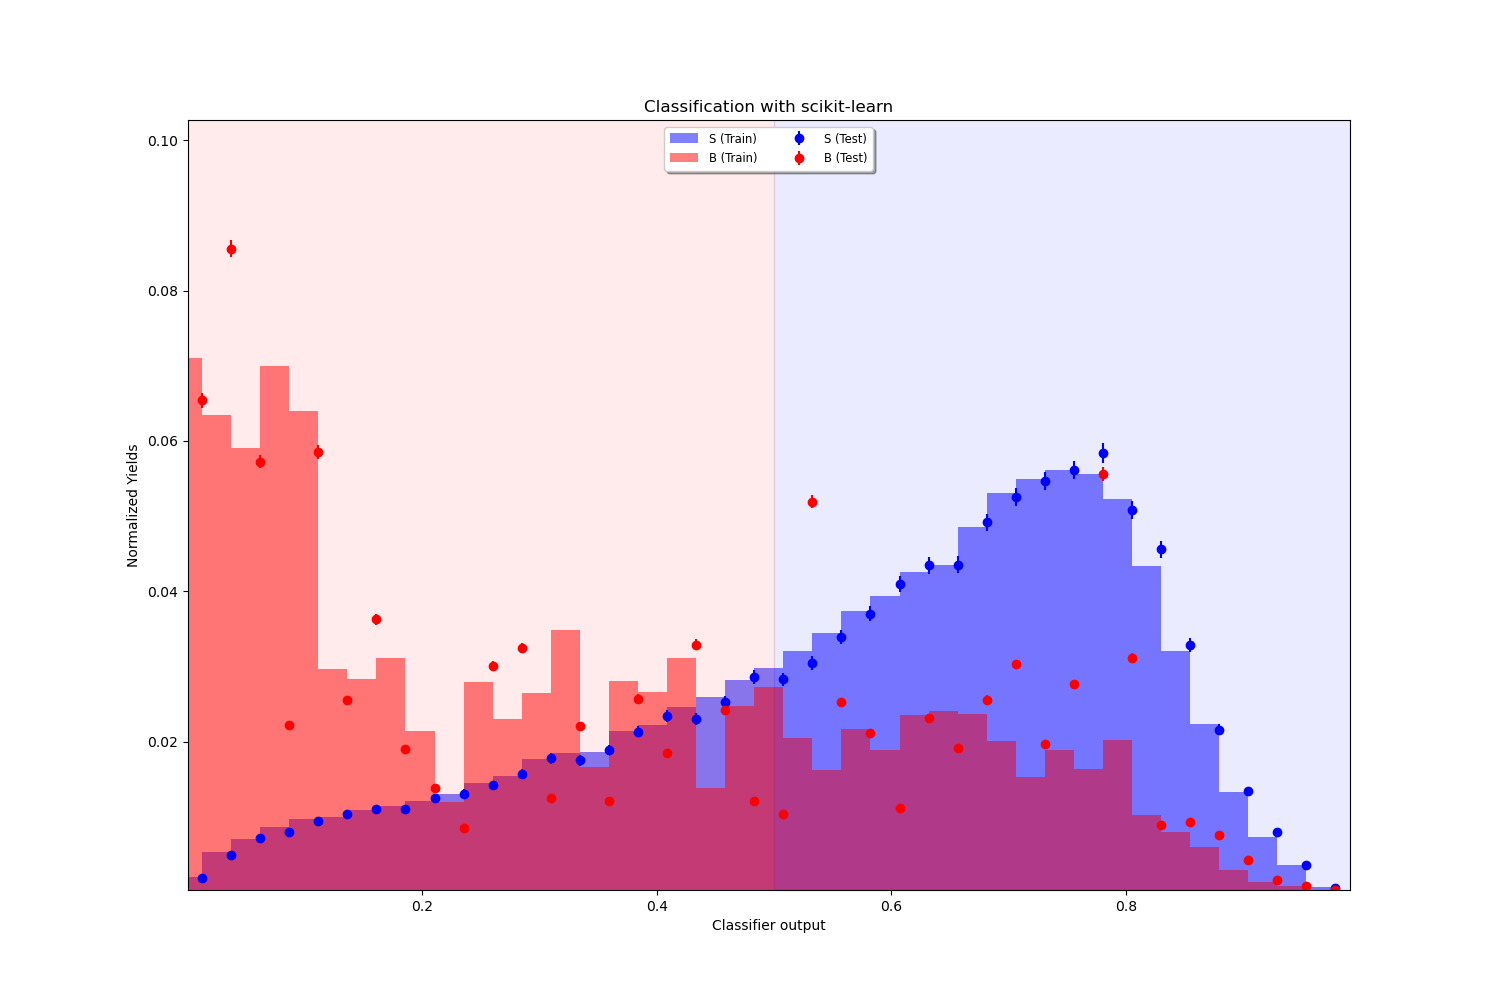 Classification with scikit-learn
S (Train)
B (Train)
S (Test)
B (Test)
Normalized Yields
0.10
0.08
0.06
0.04
0.02
0.2
0.4
0.6
0.8
Classifier output